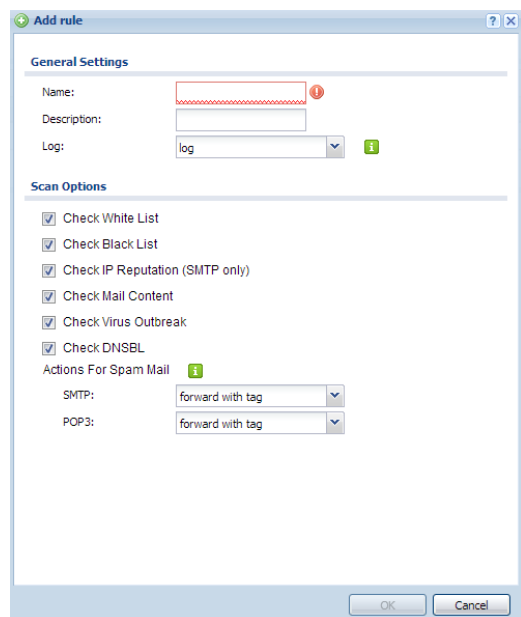 Add rule
General Settings
Name:
Description:
Log: log
Scan Options
Check White List
Check Black List
Check IP Reputation (SMTP only)
Check Mail Content
Check Virus Outbreak
Check DNSBL
Actions For Spam Mail
SMTP: forward with tag
POP3: forward with tag
OK Cancel